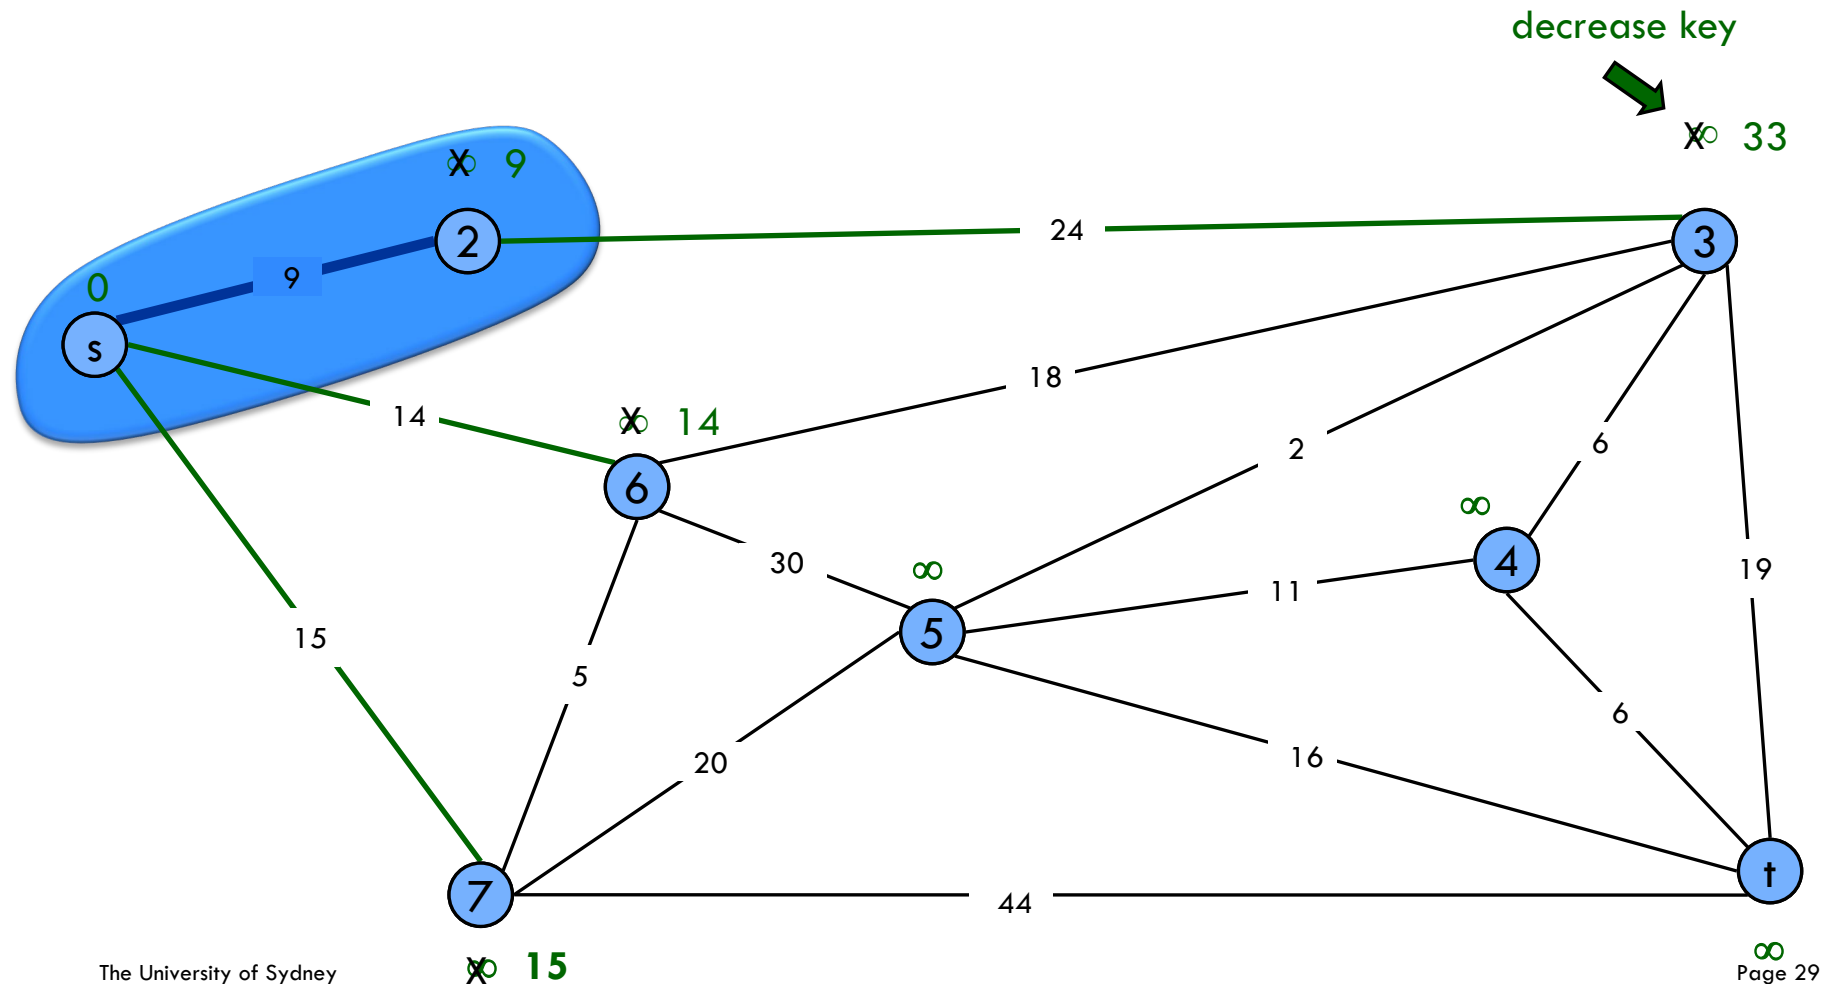 decrease key
X∞ 33
X∞ 9
2
24
3
9
0
s
18
14
X∞ 14
2
6
6
∞
4
30
∞
19
11
5
15
5
6
20
16
t
7
44
∞
X∞ 15
The University of Sydney
Page 29